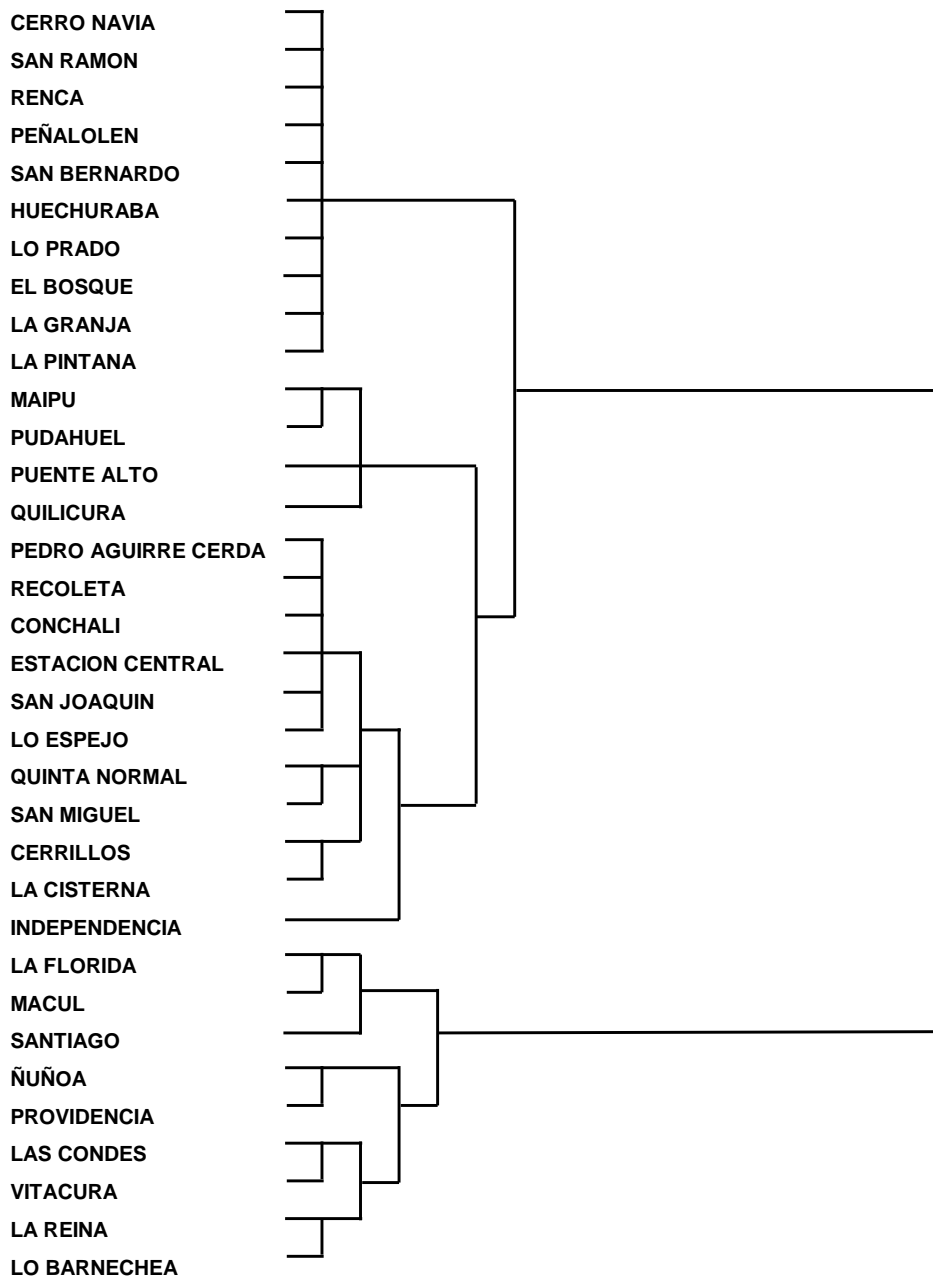 CERRO NAVIA
SAN RAMON
RENCA
PEÑALOLEN
SAN BERNARDO
HUECHURABA
LO PRADO
EL BOSQUE
LA GRANJA
LA PINTANA
MAIPU
PUDAHUEL
PUENTE ALTO
QUILICURA
PEDRO AGUIRRE CERDA
RECOLETA
CONCHALI
ESTACION CENTRAL
SAN JOAQUIN
LO ESPEJO
QUINTA NORMAL
SAN MIGUEL
CERRILLOS
LA CISTERNA
INDEPENDENCIA
LA FLORIDA
MACUL
SANTIAGO
ÑUÑOA
PROVIDENCIA
LAS CONDES
VITACURA
LA REINA
LO BARNECHEA